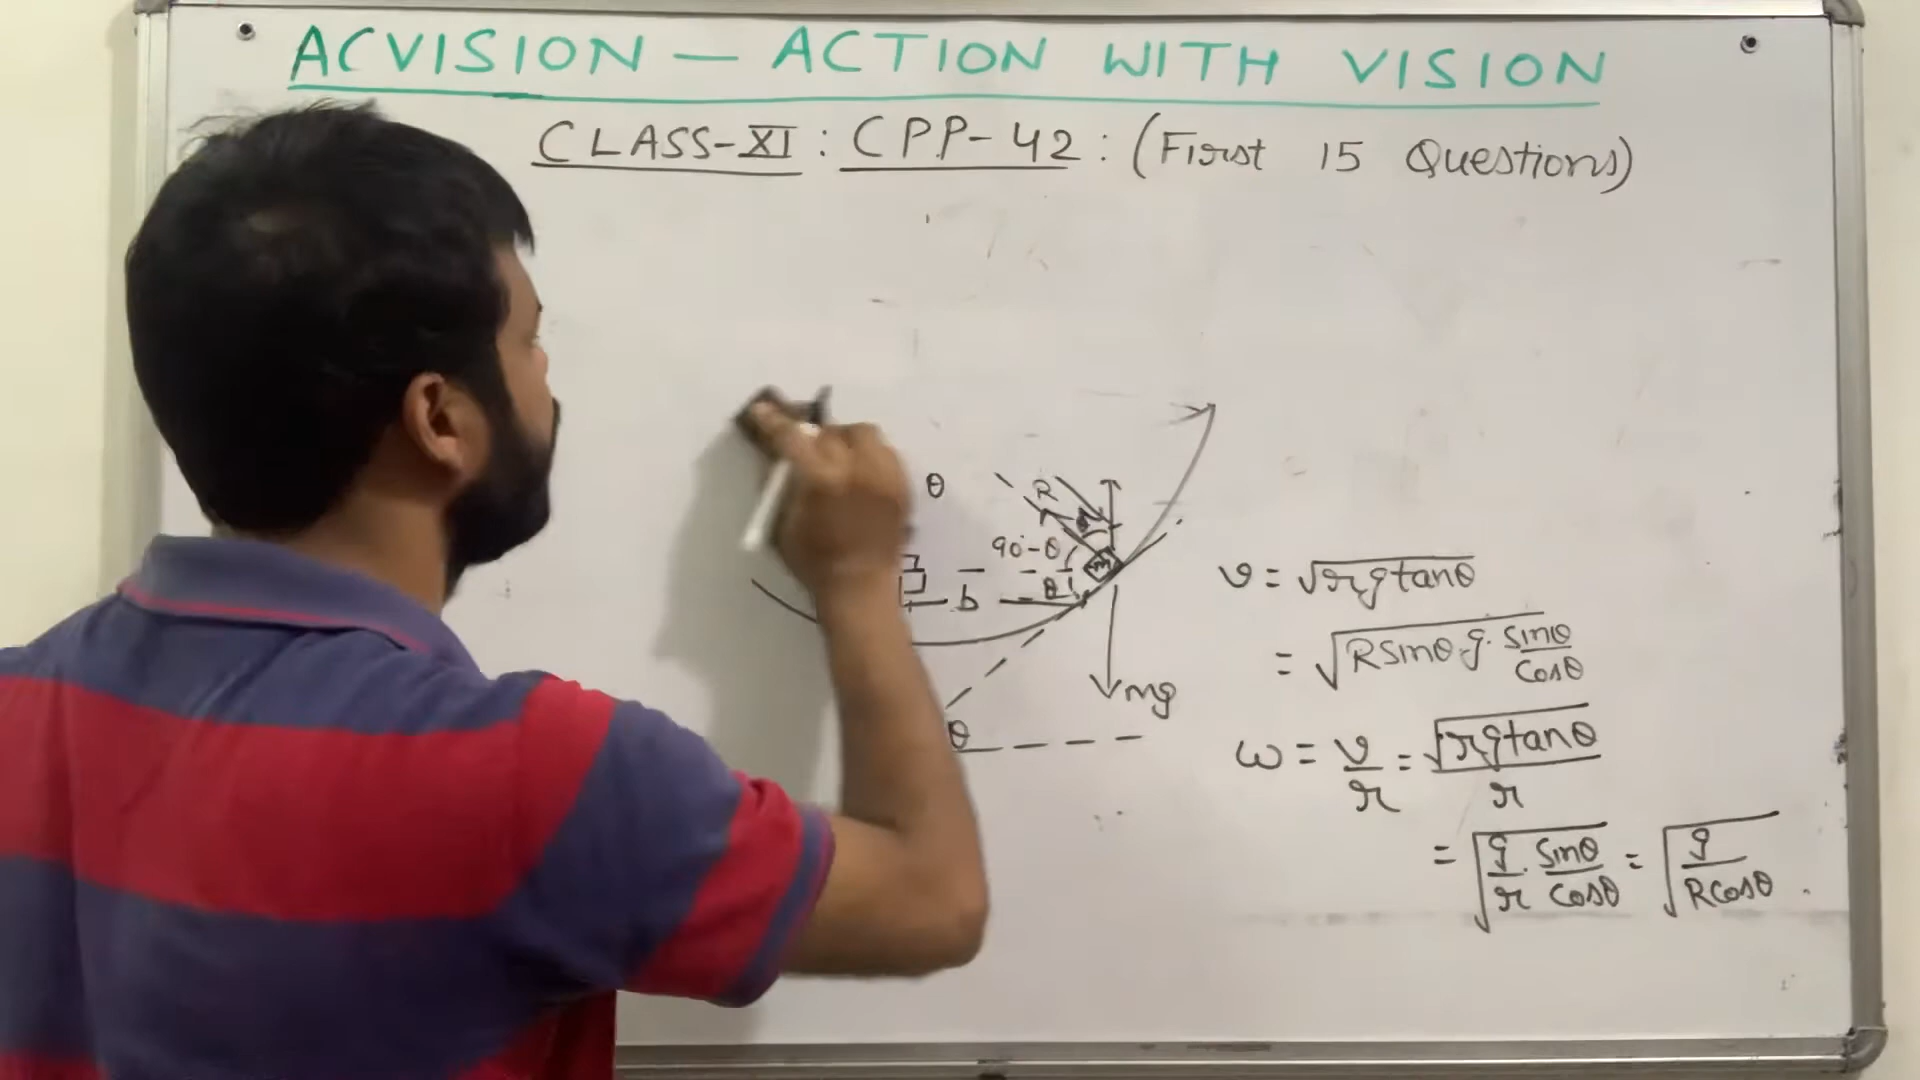 ACVISION — ACTION WITH VISION
CLASS-XI : CPP-42 : (First 15 Questions)
θ
R
90°-θ
m
b
θ
mg
θ
v = √rg tanθ
= √R sinθ g. sinθ/cosθ
ω = v/r = √rg tanθ/r
= √g/r . sinθ/cosθ = √g/R cosθ .